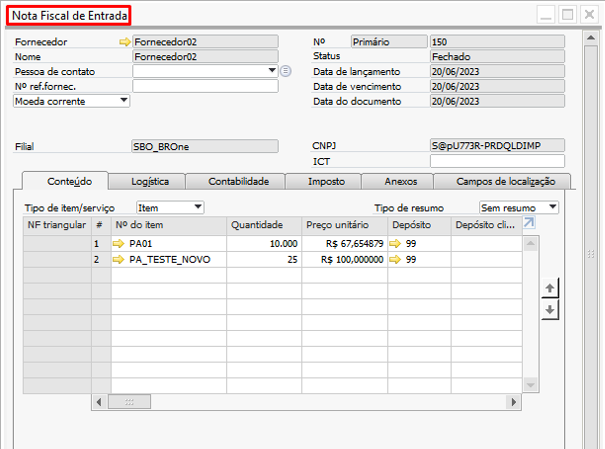 Nota Fiscal de Entrada
Fornecedor Fornecedor02 Nº Primário 150
Nome Fornecedor02 Status Fechado
Pessoa de contato Data de lançamento 20/06/2023
Nº ref.fornec. Data de vencimento 20/06/2023
Moeda corrente Data do documento 20/06/2023
Filial SBO_BROne CNPJ S@pU773R-PRDQLDIMP
ICT
Conteúdo Logística Contabilidade Imposto Anexos Campos de localização
Tipo de item/serviço Item Tipo de resumo Sem resumo
NF triangular # Nº do item Quantidade Preço unitário Depósito Depósito cli...
1 PA01 10.000 R$ 67,654879 99
2 PA_TESTE_NOVO 25 R$ 100,000000 99